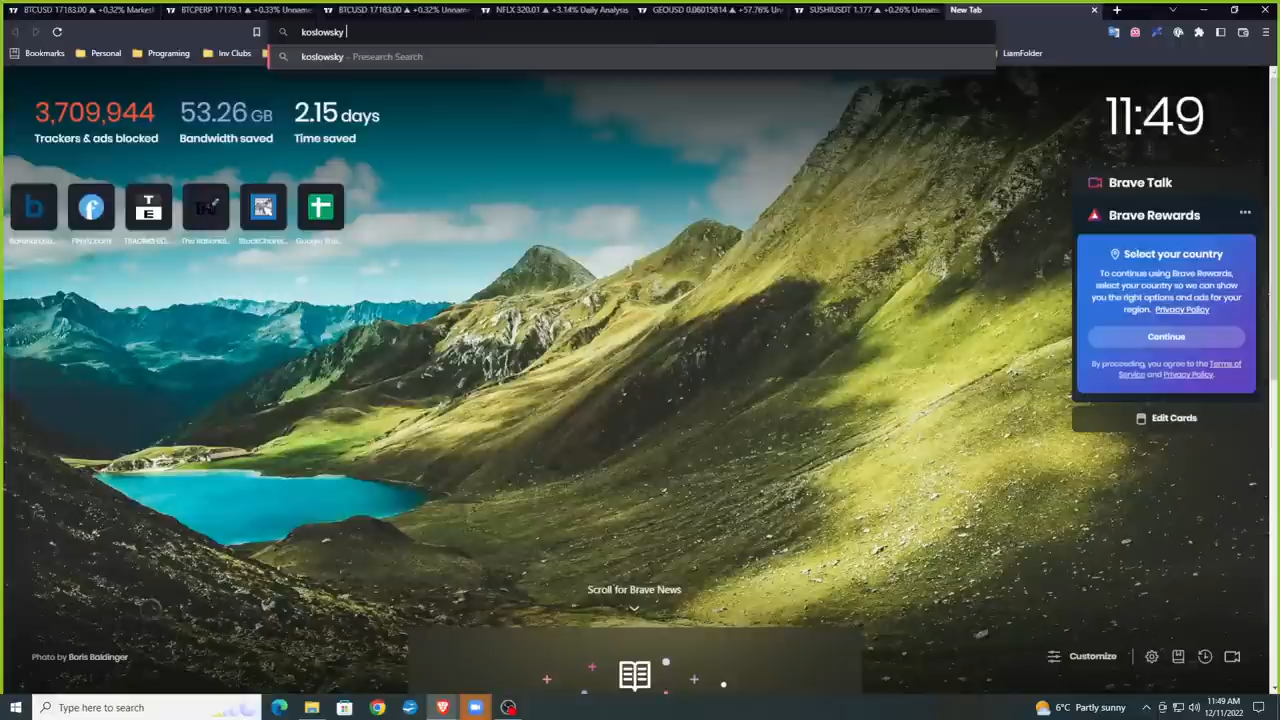 BTCUSD 17183.00 ▲ +0.32% Market
BTCPERP 17179.1 ▲ +0.33% Unname
BTCUSD 17183.00 ▲ +0.32% Unnam
NFLX 320.01 ▲ +3.14% Daily Analysis
GEOUSD 0.06015814 ▲ +57.76% Un
SUSHIUSDT 1.177 ▲ +0.26% Unnam
New Tab
koslowsky
koslowsky – Presearch Search
Bookmarks
Personal
Programing
Inv Clubs
LiamFolder
3,709,944
Trackers & ads blocked
53.26 GB
Bandwidth saved
2.15 days
Time saved
11:49
Brave Talk
Brave Rewards
Select your country
To continue using Brave Rewards,
select your country so we can show
you the right options and ads for your
region. Privacy Policy
Continue
By proceeding, you agree to the Terms of
Service and Privacy Policy.
Edit Cards
Scroll for Brave News
Photo by Boris Baldinger
Customize
Type here to search
6°C Partly sunny
11:49 AM
12/11/2022